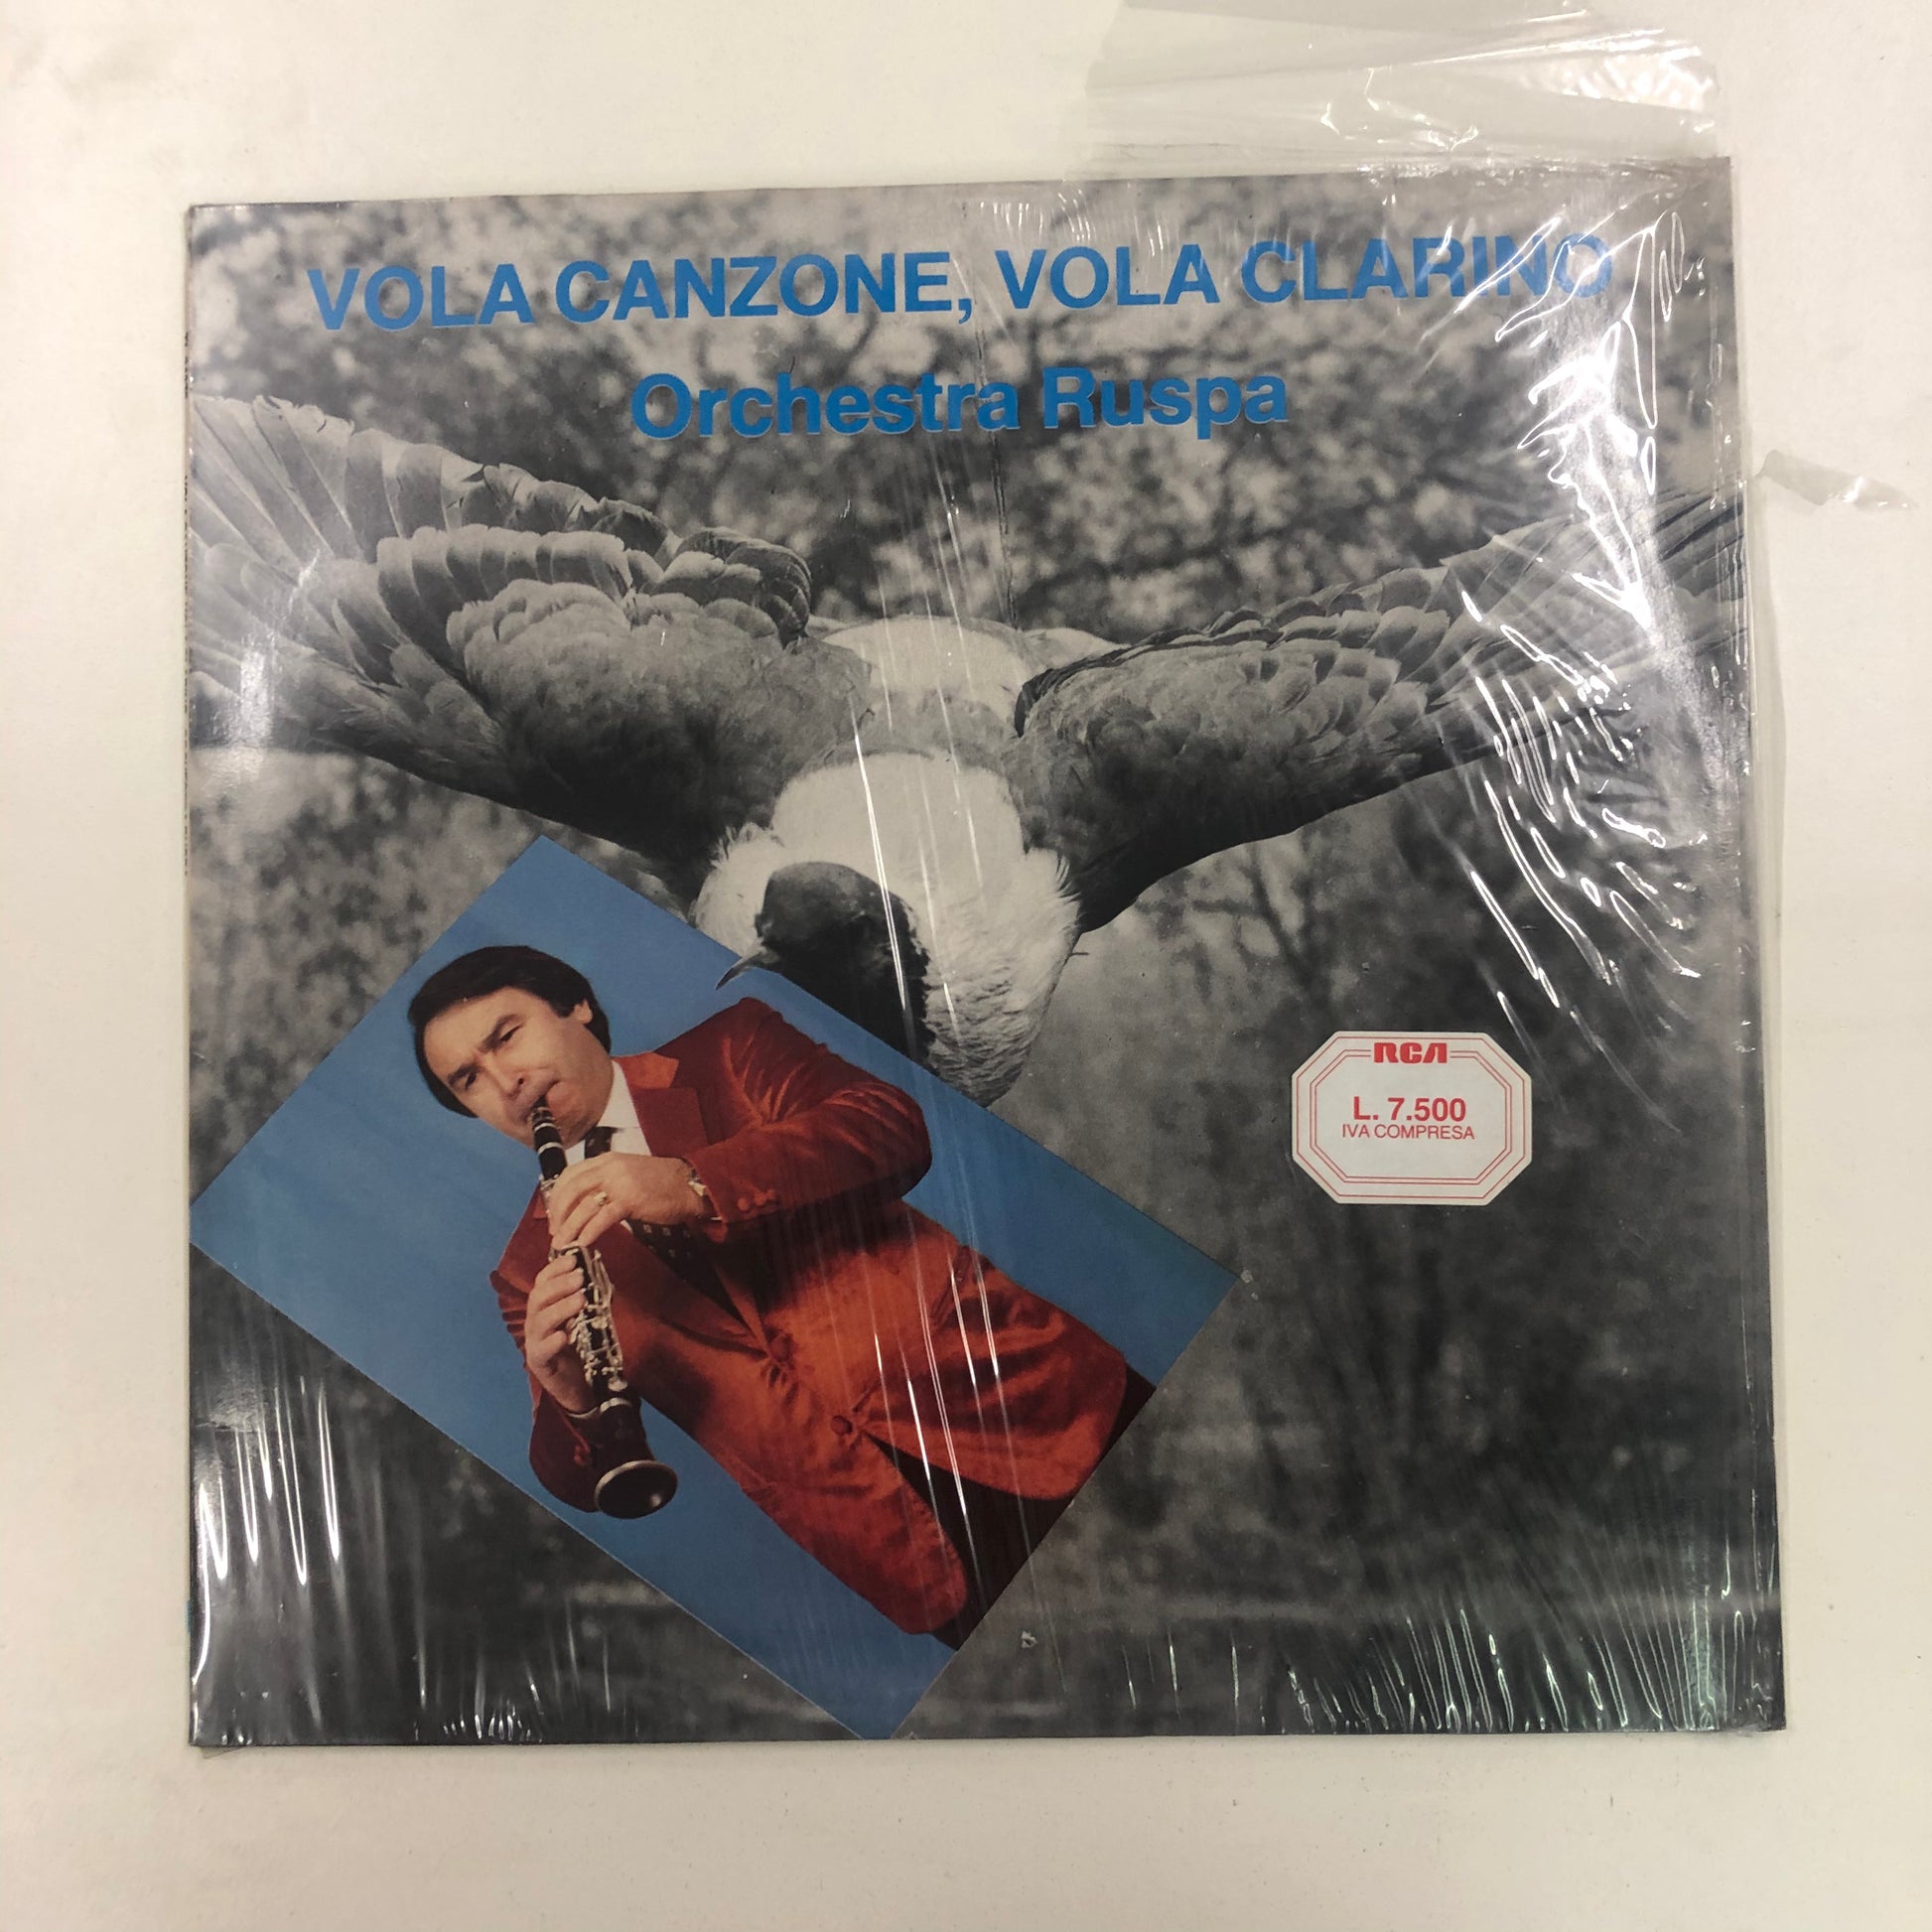 VOLA CANZONE, VOLA CLARINO
Orchestra Ruspa
RCA
L. 7.500
IVA COMPRESA